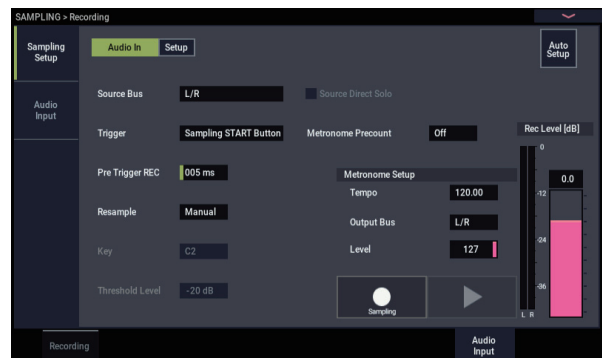 SAMPLING > Recording
Sampling
Setup
Audio In
Setup
Auto
Setup
Audio
Input
Source Bus
L/R
Source Direct Solo
Trigger
Sampling START Button
Metronome Precount
Off
Rec Level [dB]
0
Pre Trigger REC
005 ms
Metronome Setup
0.0
Tempo
120.00
-12
Resample
Manual
Output Bus
L/R
Key
C2
Level
127
-24
Threshold Level
-20 dB
-36
Sampling
L R
Recording
Audio
Input